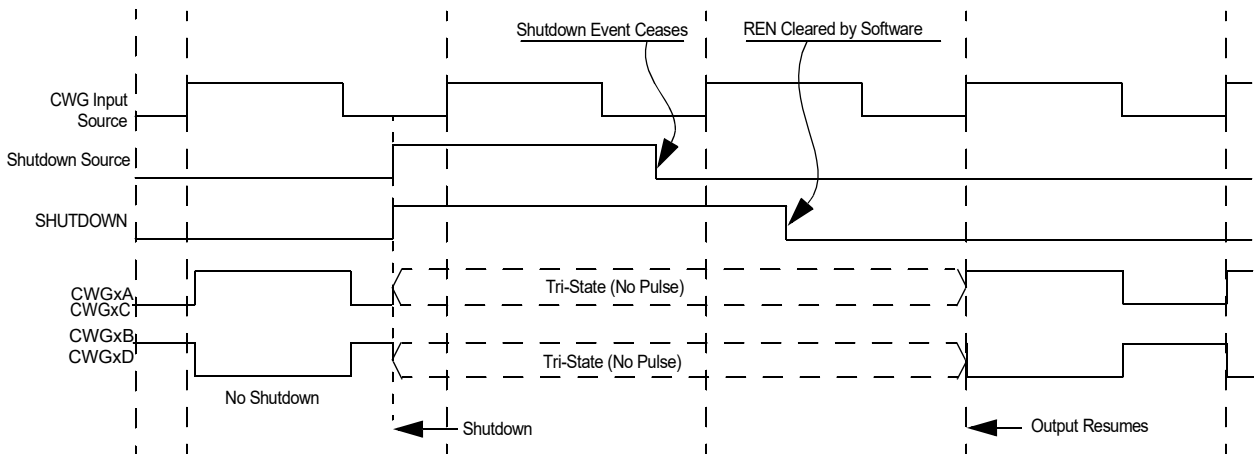 Shutdown Event Ceases
REN Cleared by Software
CWG Input
Source
Shutdown Source
SHUTDOWN
CWGxA
CWGxC
Tri-State (No Pulse)
CWGxB
CWGxD
Tri-State (No Pulse)
No Shutdown
Shutdown
Output Resumes